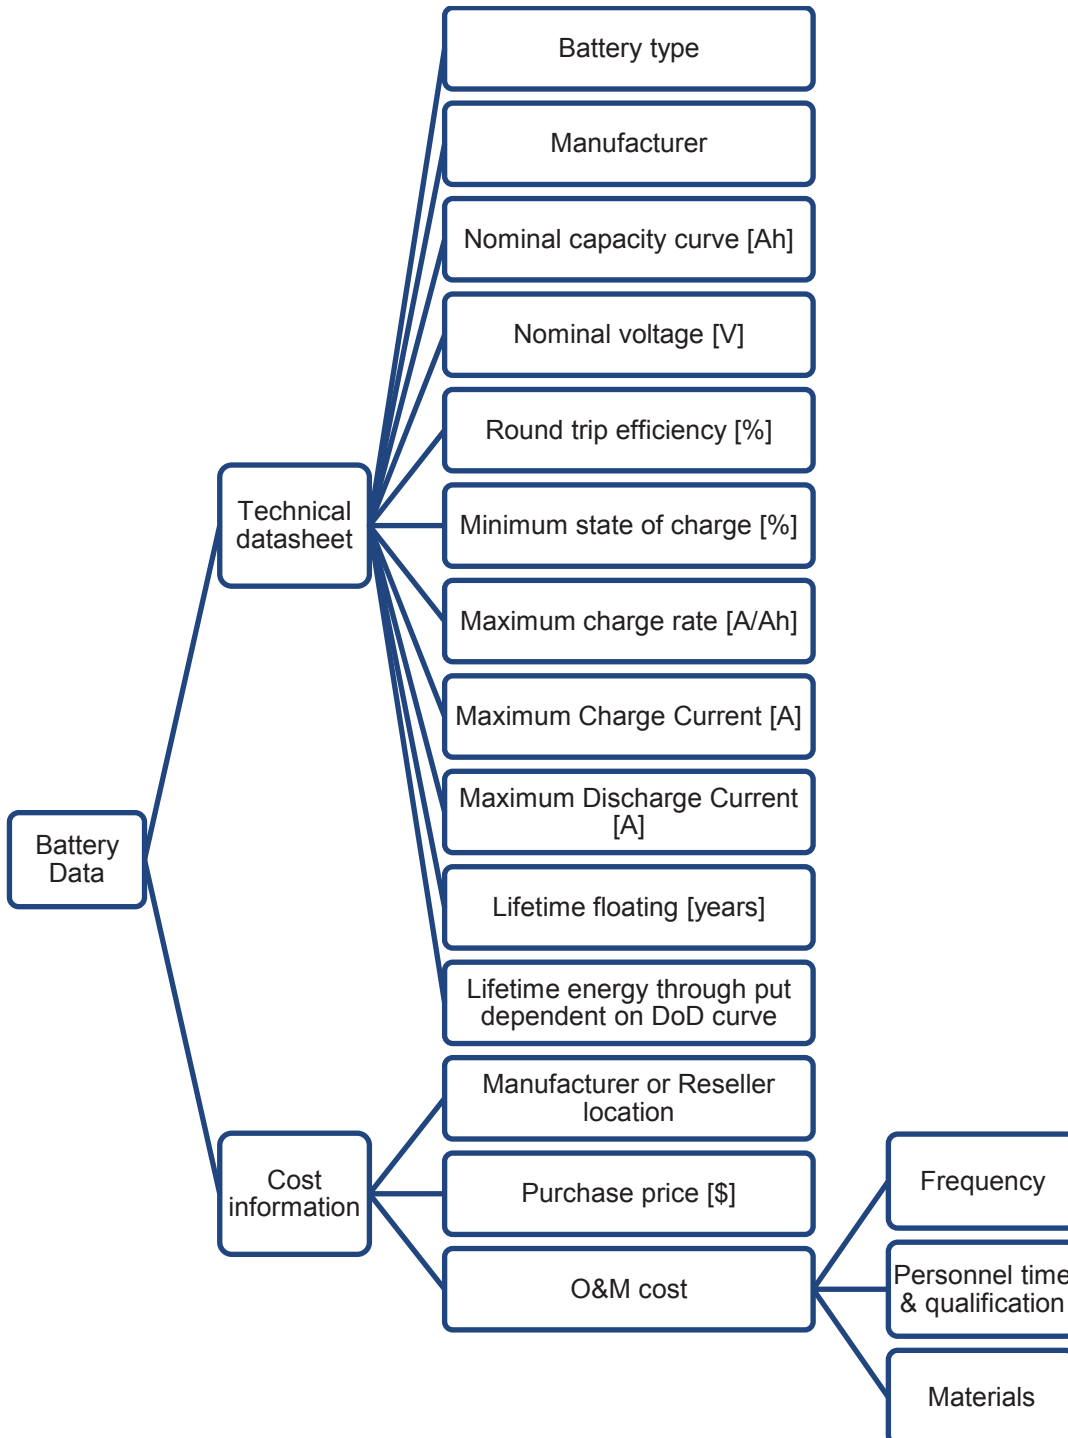 Battery type
Manufacturer
Nominal capacity curve [Ah]
Nominal voltage [V]
Round trip efficiency [%]
Technical
datasheet
Minimum state of charge [%]
Maximum charge rate [A/Ah]
Maximum Charge Current [A]
Maximum Discharge Current
[A]
Battery
Data
Lifetime floating [years]
Lifetime energy through put
dependent on DoD curve
Manufacturer or Reseller
location
Cost
information
Purchase price [$]
O&M cost
Frequency
Personnel time
& qualification
Materials